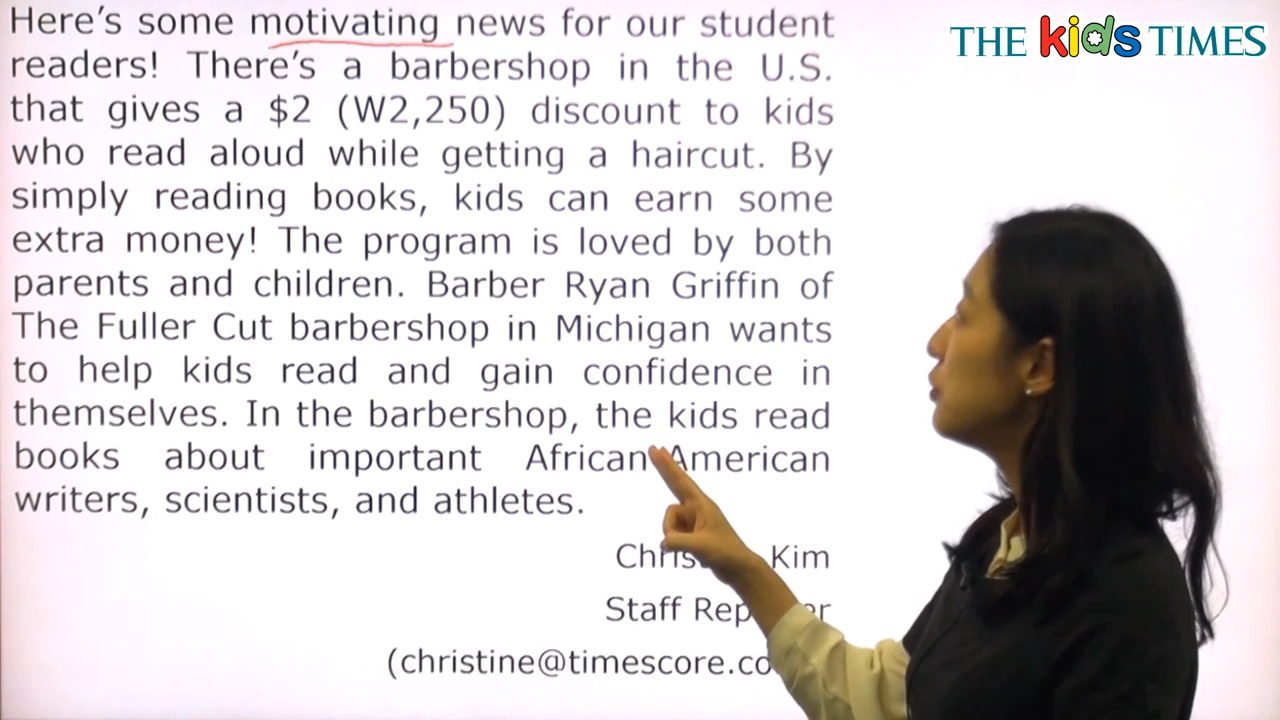 THE kids TIMES
Here's some motivating news for our student
readers! There's a barbershop in the U.S.
that gives a $2 (W2,250) discount to kids
who read aloud while getting a haircut. By
simply reading books, kids can earn some
extra money! The program is loved by both
parents and children. Barber Ryan Griffin of
The Fuller Cut barbershop in Michigan wants
to help kids read and gain confidence in
themselves. In the barbershop, the kids read
books about important African American
writers, scientists, and athletes.
Kim
Staff